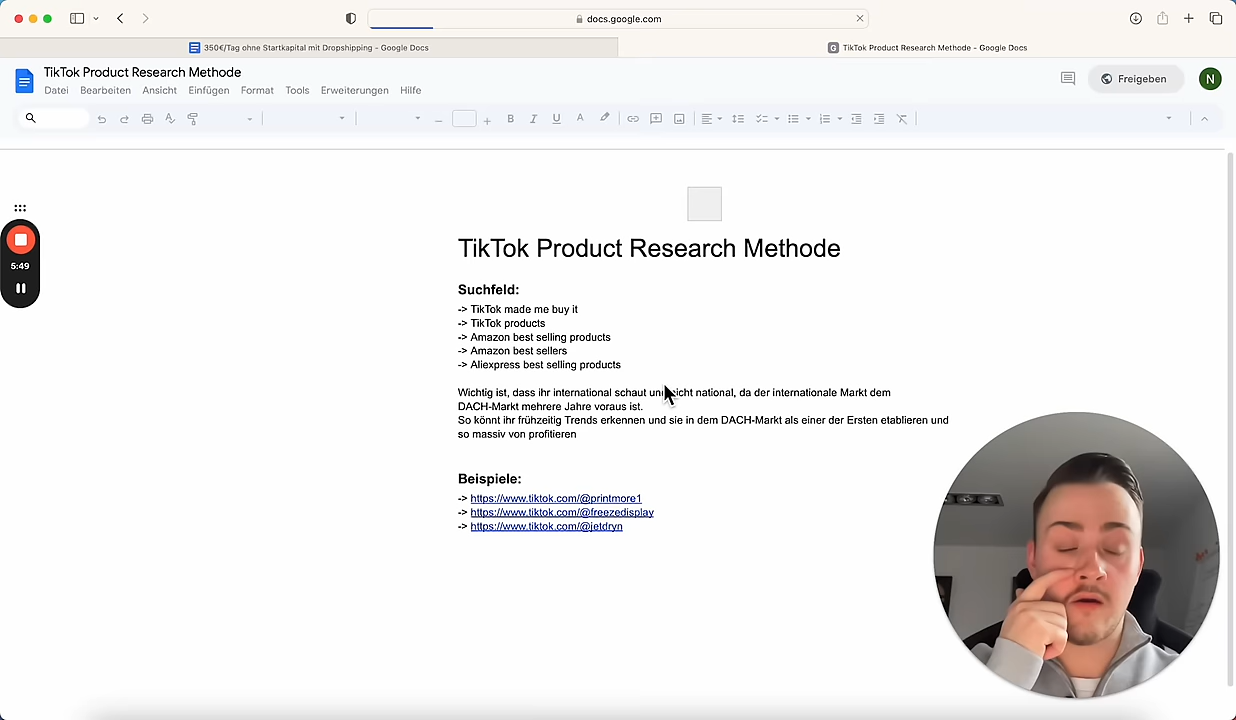 docs.google.com
350€/Tag ohne Startkapital mit Dropshipping - Google Docs
G TikTok Product Research Methode - Google Docs
TikTok Product Research Methode
Datei Bearbeiten Ansicht Einfügen Format Tools Erweiterungen Hilfe
Freigeben
N
5:49
TikTok Product Research Methode
Suchfeld:
-> TikTok made me buy it
-> TikTok products
-> Amazon best selling products
-> Amazon best sellers
-> Aliexpress best selling products
Wichtig ist, dass ihr international schaut und nicht national, da der internationale Markt dem
DACH-Markt mehrere Jahre voraus ist.
So könnt ihr frühzeitig Trends erkennen und sie in dem DACH-Markt als einer der Ersten etablieren und
so massiv von profitieren
Beispiele:
-> https://www.tiktok.com/@printmore1
-> https://www.tiktok.com/@freezedisplay
-> https://www.tiktok.com/@jetdryn